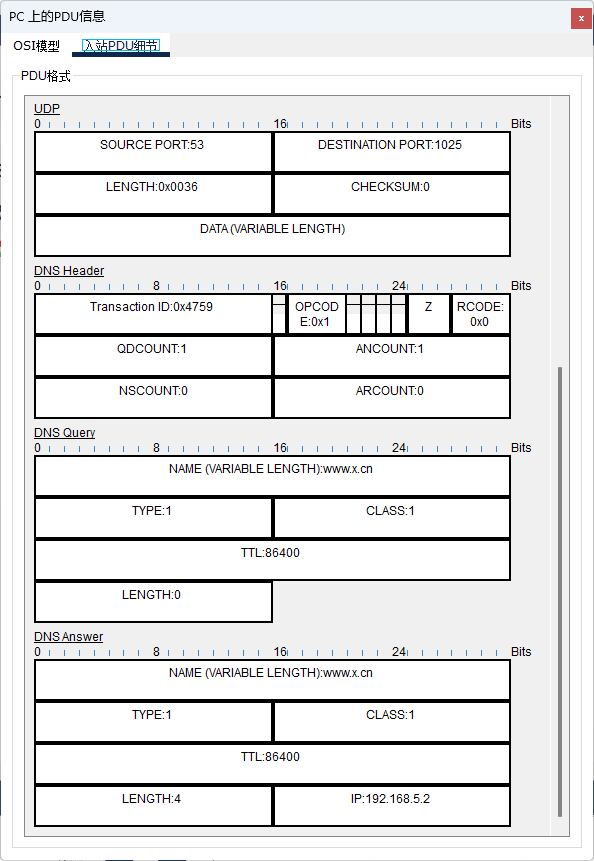 PC 上的PDU信息
x
OSI模型 入站PDU细节
PDU格式
UDP
0 16 Bits
SOURCE PORT:53 DESTINATION PORT:1025
LENGTH:0x0036 CHECKSUM:0
DATA (VARIABLE LENGTH)
DNS Header
0 8 16 24 Bits
Transaction ID:0x4759 OPCOD Z RCODE:
E:0x1 0x0
QDCOUNT:1 ANCOUNT:1
NSCOUNT:0 ARCOUNT:0
DNS Query
0 8 16 24 Bits
NAME (VARIABLE LENGTH):www.x.cn
TYPE:1 CLASS:1
TTL:86400
LENGTH:0
DNS Answer
0 8 16 24 Bits
NAME (VARIABLE LENGTH):www.x.cn
TYPE:1 CLASS:1
TTL:86400
LENGTH:4 IP:192.168.5.2